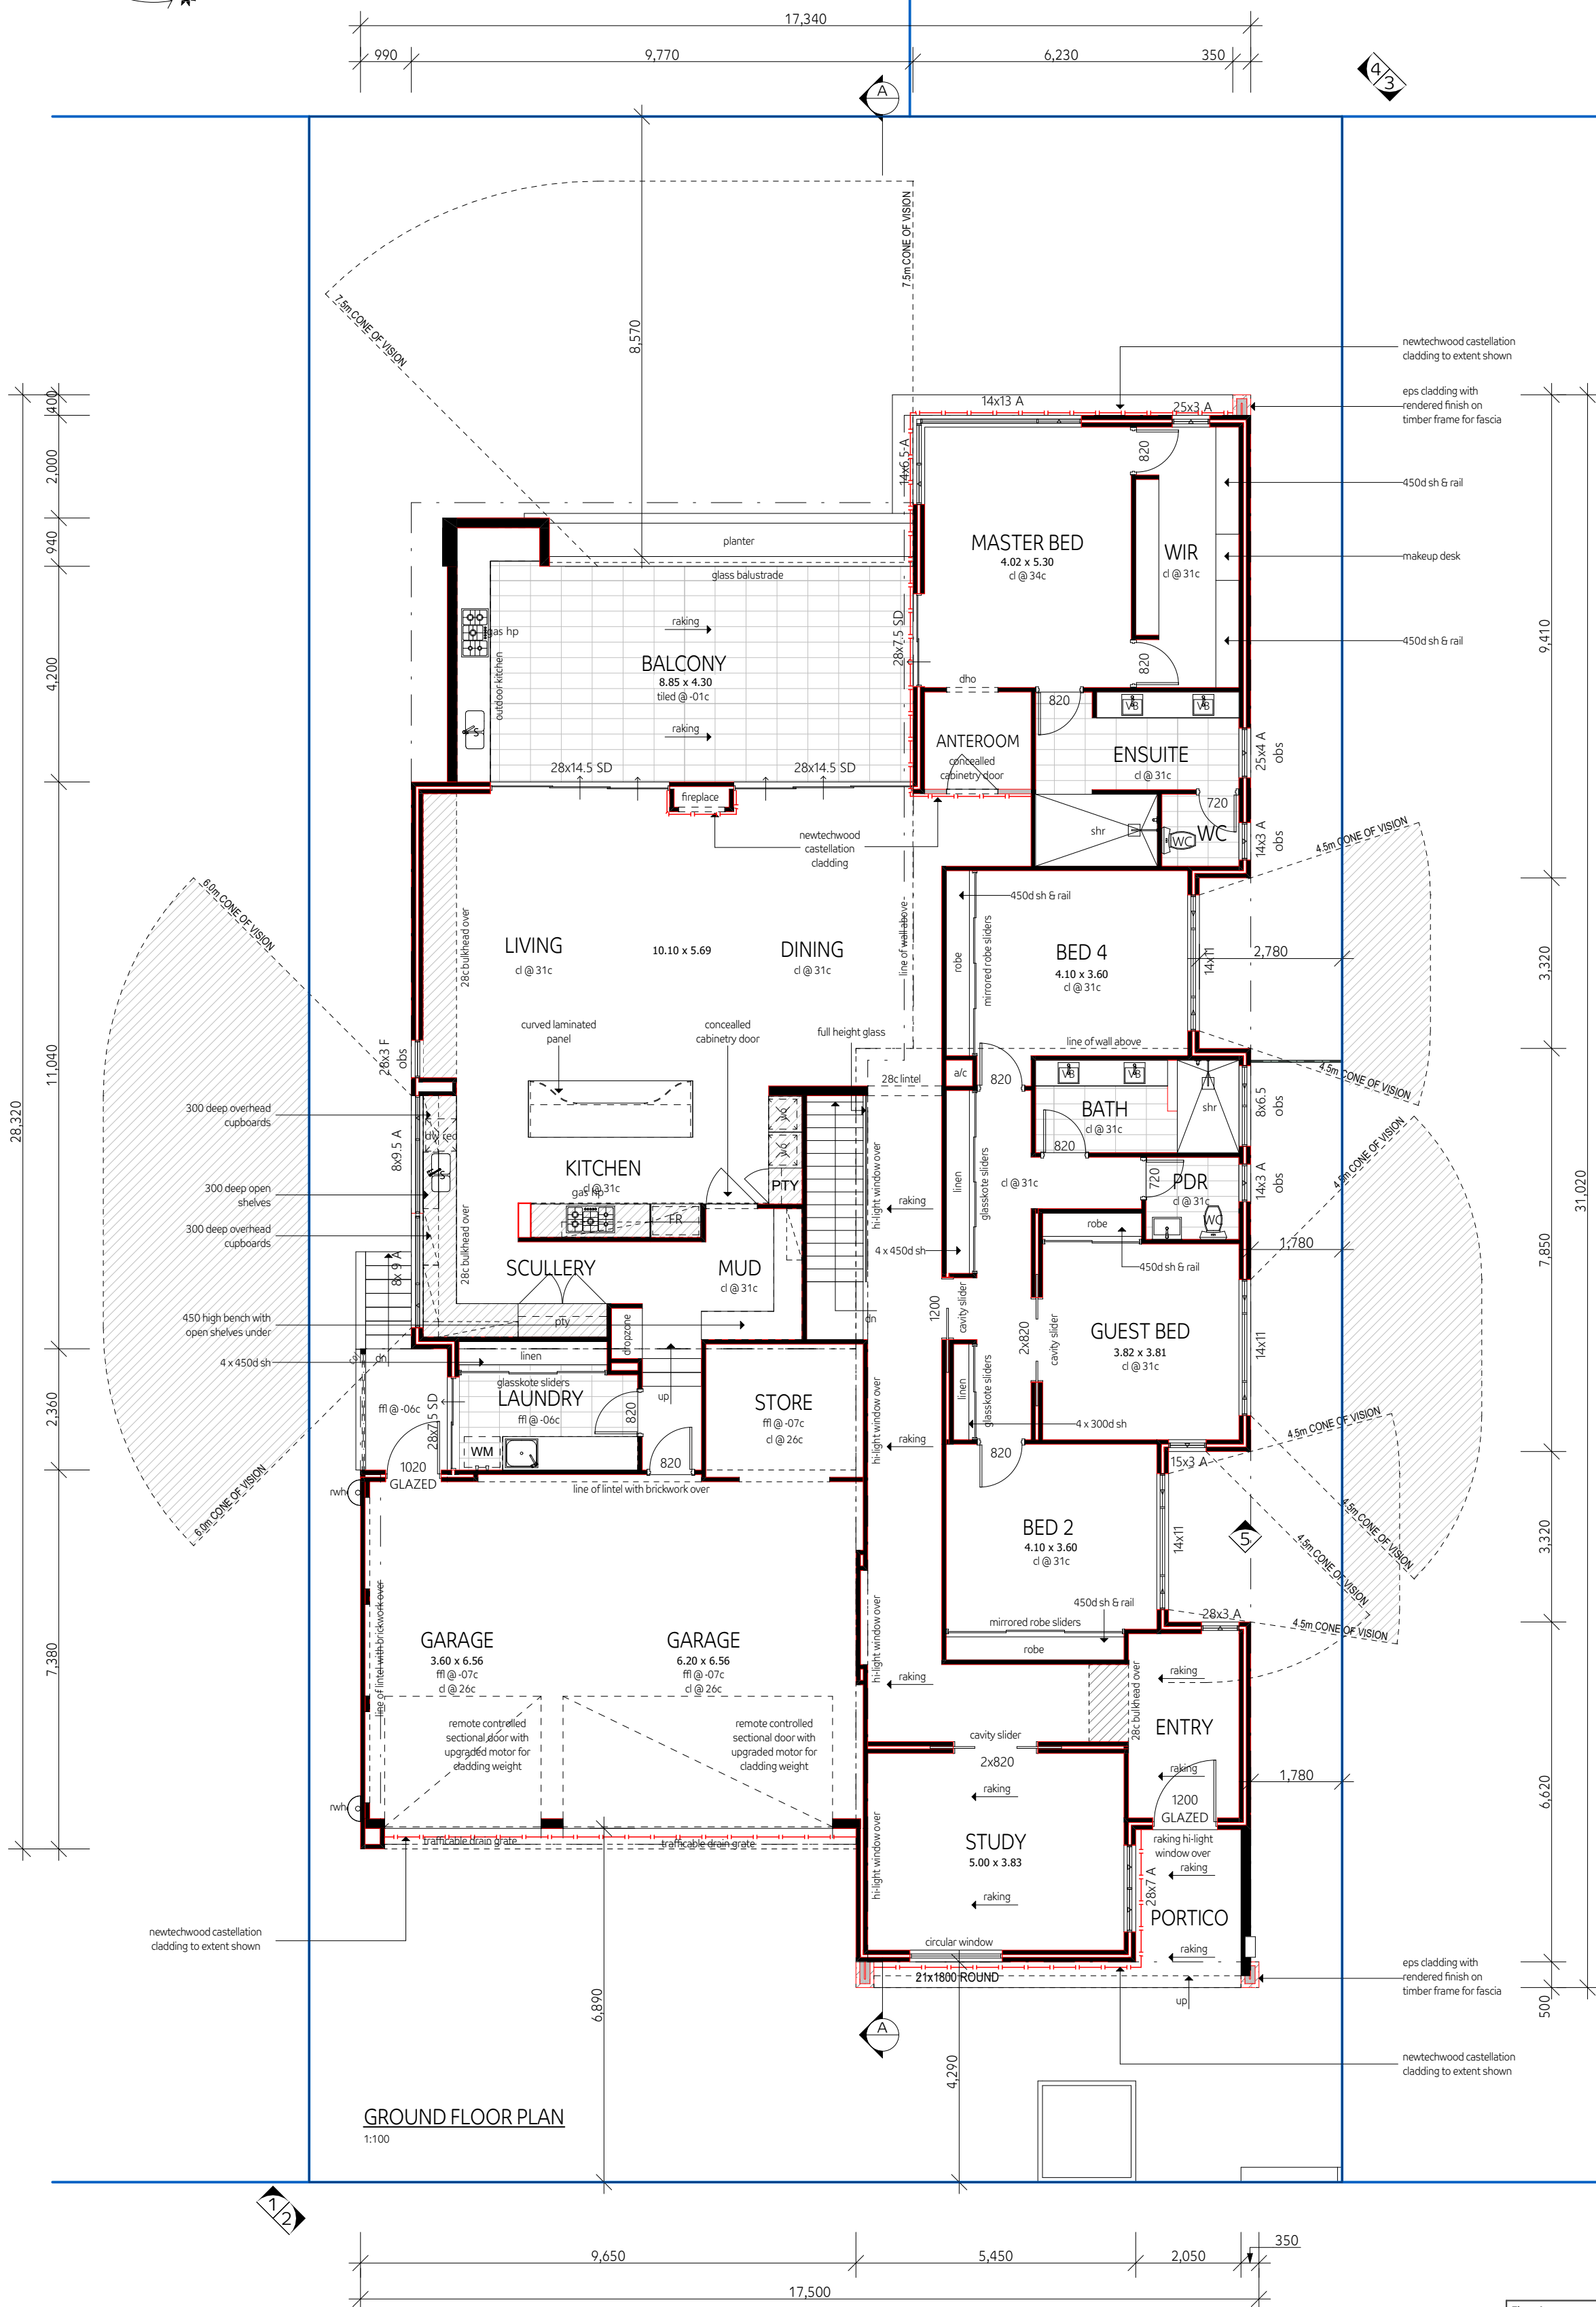 17,340
990
9,770
6,230
350
A
4
3
7.5m CONE OF VISION
7.5m CONE OF VISION
8,570
newtechwood castellation
cladding to extent shown
eps cladding with
rendered finish on
timber frame for fascia
14x13 A
25x3 A
400
2,000
940
4,200
11,040
2,360
7,380
28,320
14x6.5 A
820
450d sh & rail
MASTER BED
4.02 x 5.30
cl @ 34c
WIR
cl @ 31c
makeup desk
planter
glass balustrade
raking
gas hp
28x7.5 SD
450d sh & rail
9,410
BALCONY
8.85 x 4.30
tiled @ -01c
outdoor kitchen
820
dho
820
VB
VB
S
raking
ANTEROOM
concealled
cabinetry door
ENSUITE
cl @ 31c
25x4 A
obs
28x14.5 SD
28x14.5 SD
fireplace
720
shr
WC
WC
14x3 A
obs
newtechwood
castellation
cladding
4.5m CONE OF VISION
6.0m CONE OF VISION
28c bulkhead over
450d sh & rail
LIVING
cl @ 31c
10.10 x 5.69
DINING
cl @ 31c
line of wall above
robe
mirrored robe sliders
BED 4
4.10 x 3.60
cl @ 31c
14x11
2,780
3,320
curved laminated
panel
concealled
cabinetry door
full height glass
line of wall above
28x3 F
obs
28c lintel
a/c
820
VB
VB
4.5m CONE OF VISION
300 deep overhead
cupboards
8x9.5 A
BATH
cl @ 31c
shr
8x6.5
obs
820
hi-light window over
KITCHEN
cl @ 31c
gas hp
PTY
linen
glasskote sliders
cl @ 31c
720
PDR
cl @ 31c
14x3 A
obs
4.5m CONE OF VISION
300 deep open
shelves
raking
FR
WC
robe
300 deep overhead
cupboards
28c bulkhead over
8x 9 A
SCULLERY
MUD
cl @ 31c
4 x 450d sh
450d sh & rail
1,780
7,850
31,020
450 high bench with
open shelves under
pty
dropzone
dn
1200
cavity slider
2x820
cavity slider
GUEST BED
3.82 x 3.81
cl @ 31c
14x11
4 x 450d sh
dn
linen
glasskote sliders
LAUNDRY
ffl @ -06c
up
820
STORE
ffl @ -07c
cl @ 26c
hi-light window over
linen
glasskote sliders
4 x 300d sh
ffl @ -06c
28x7.5 SD
raking
4.5m CONE OF VISION
WM
820
820
15x3 A
1020
GLAZED
rwh
line of lintel with brickwork over
6.0m CONE OF VISION
4.5m CONE OF VISION
4.5m CONE OF VISION
BED 2
4.10 x 3.60
cl @ 31c
14x11
5
3,320
line of lintel with brickwork over
450d sh & rail
28x3 A
4.5m CONE OF VISION
mirrored robe sliders
robe
GARAGE
3.60 x 6.56
ffl @ -07c
cl @ 26c
GARAGE
6.20 x 6.56
ffl @ -07c
cl @ 26c
hi-light window over
raking
raking
28c bulkhead over
ENTRY
remote controlled
sectional door with
upgraded motor for
cladding weight
remote controlled
sectional door with
upgraded motor for
cladding weight
cavity slider
2x820
raking
raking
1,780
1200
GLAZED
6,620
rwh
trafficable drain grate
trafficable drain grate
hi-light window over
STUDY
5.00 x 3.83
raking hi-light
window over
raking
28x7 A
raking
PORTICO
raking
newtechwood castellation
cladding to extent shown
circular window
21x1800 ROUND
up
eps cladding with
rendered finish on
timber frame for fascia
500
6,890
A
4,290
newtechwood castellation
cladding to extent shown
GROUND FLOOR PLAN
1:100
1
2
350
9,650
5,450
2,050
17,500